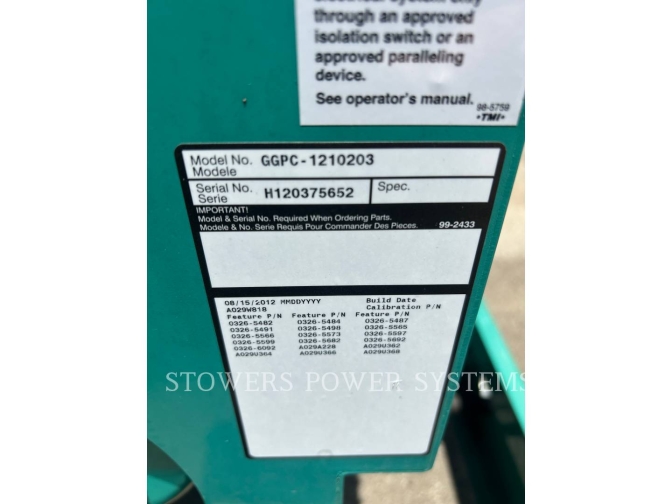 electrical system only
through an approved
isolation switch or an
approved paralleling
device.
See operator's manual. 98-5759
•TMI•
Model No. GGPC-1210203
Modele
Serial No. H120375652 Spec.
Serie
IMPORTANT!
Model & Serial No. Required When Ordering Parts.
Modele & No. Serie Requis Pour Commander Des Pieces. 99-2433
08/15/2012 MMDDYYYY Build Date
A029W818 Calibration P/N
Feature P/N Feature P/N Feature P/N
0326-5482 0326-5484 0326-5487
0326-5491 0326-5498 0326-5565
0326-5566 0326-5573 0326-5597
0326-5599 0326-5682 0326-5692
0326-6092 A029A228 A029U362
A029U364 A029U366 A029U368
STOWERS POWER SYSTEMS